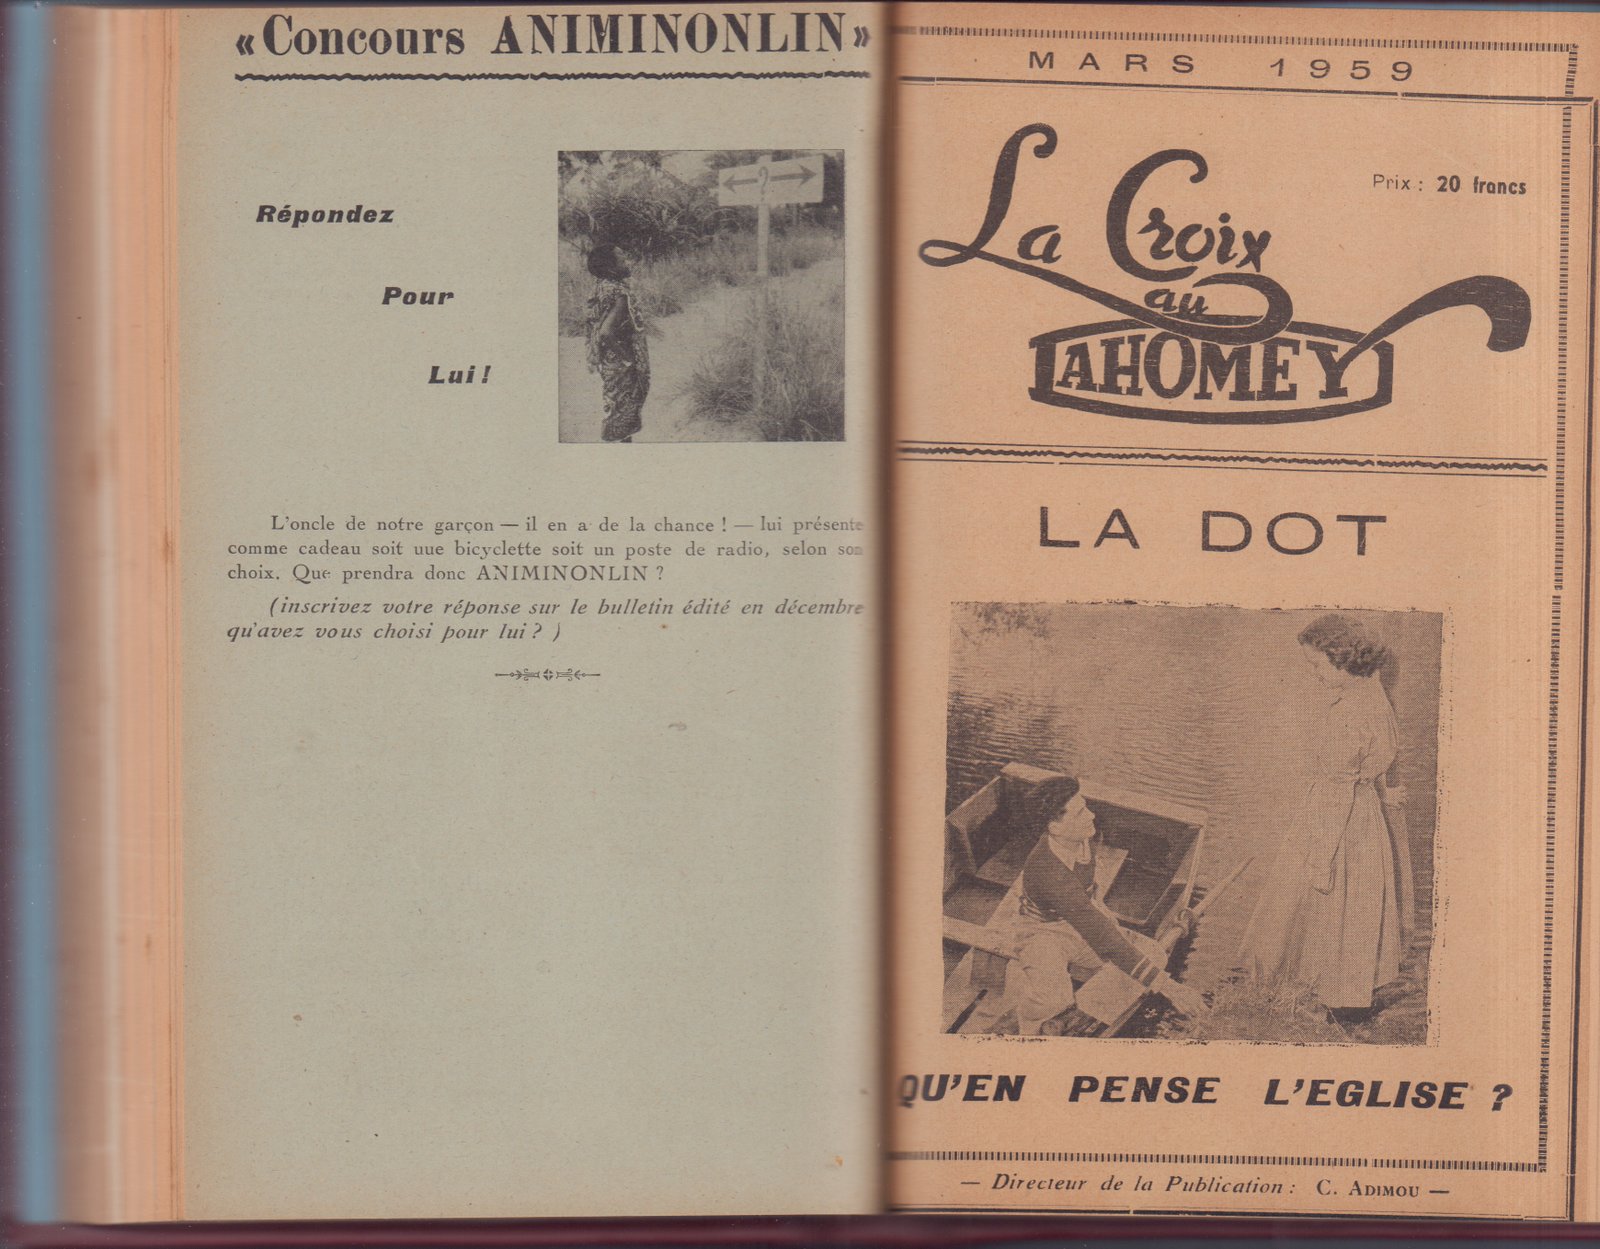 «Concours ANIMINONLIN»
Répondez
Pour
Lui!
?
L'oncle de notre garçon — il en a de la chance ! — lui présente
comme cadeau soit uue bicyclette soit un poste de radio, selon son
choix. Que prendra donc ANIMINONLIN ?
(inscrivez votre réponse sur le bulletin édité en décembre
qu'avez vous choisi pour lui ? )
MARS 1959
Prix : 20 francs
La Croix
au
DAHOMEY
LA DOT
QU'EN PENSE L'EGLISE ?
— Directeur de la Publication : C. ADIMOU —